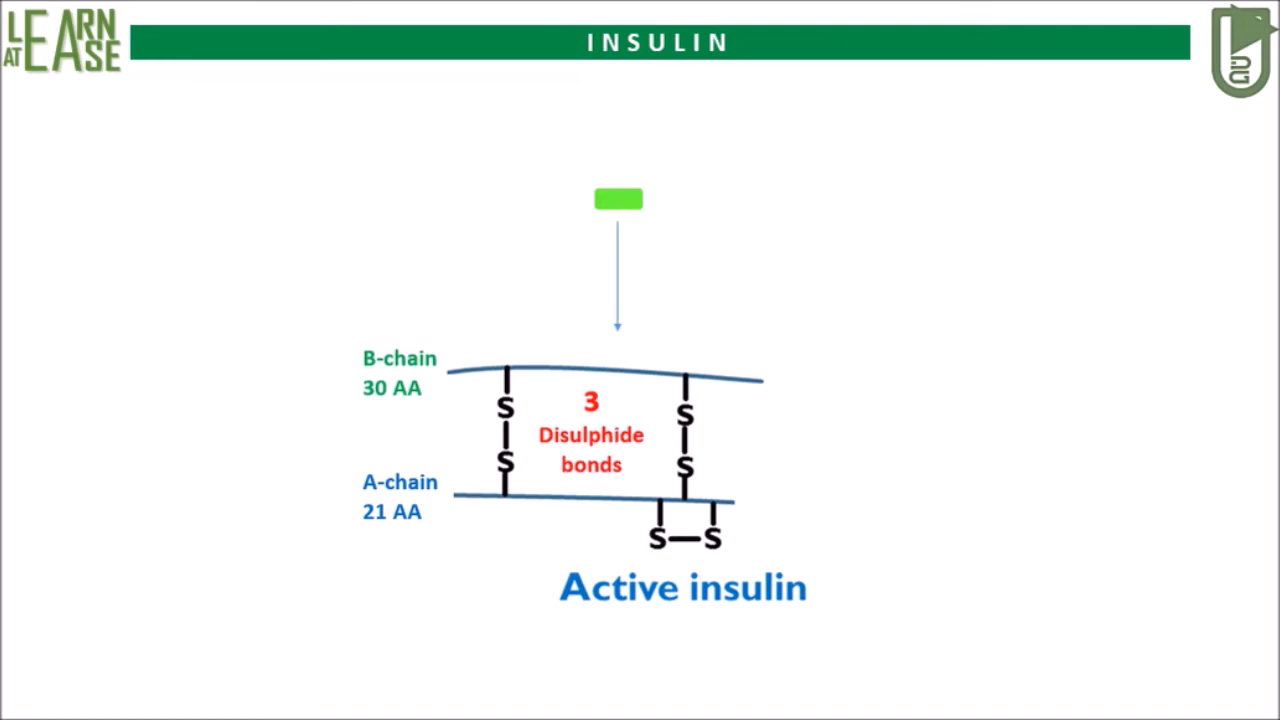 LEARN
AT EASE
INSULIN
B-chain
30 AA
S
S
3
Disulphide
bonds
S
S
A-chain
21 AA
S
S
Active insulin